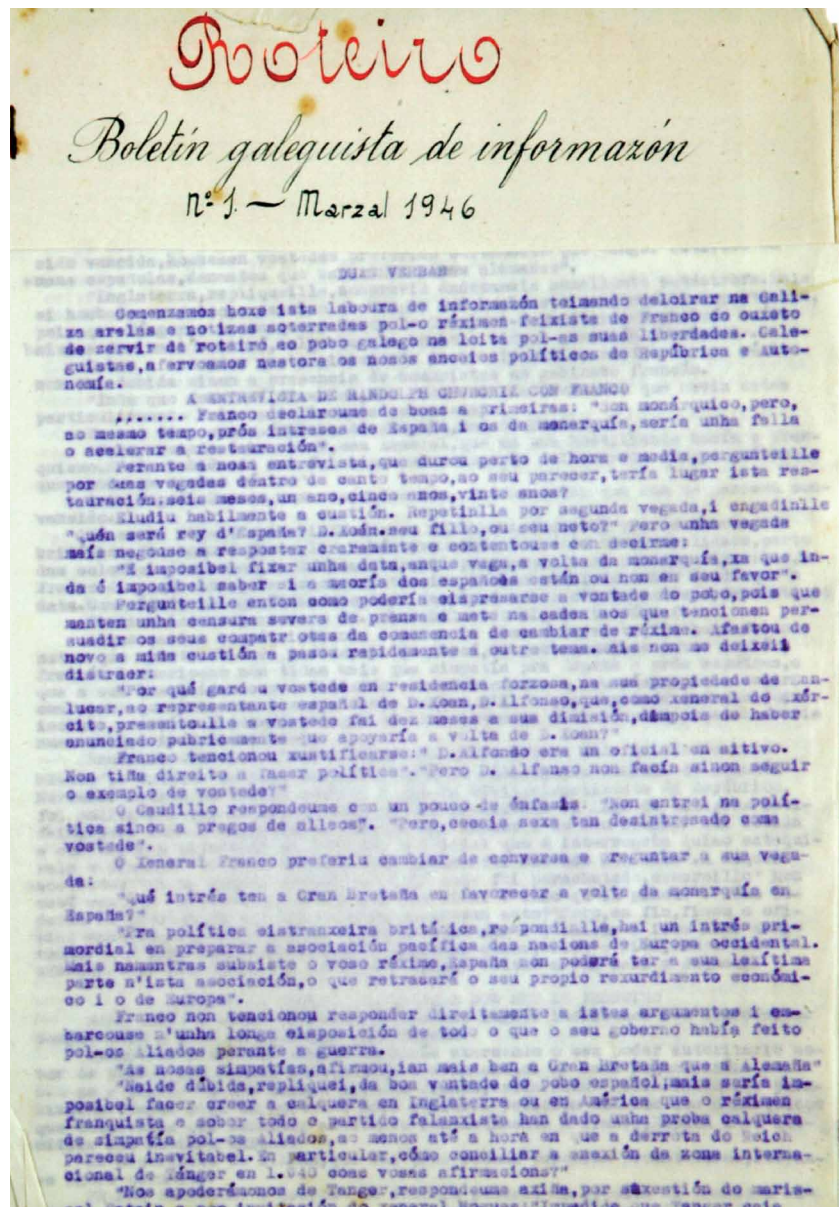 Roteiro
Boletín galeguista de informazón
nº 1. — Marzal 1946
DUAS VERBAS
Comenzamos hoxe ista laboura de informazón teimando deloirar na Gali-
za arelas e notizas soterradas pol-o réximen feixista de Franco co ouxeto
de servir de roteiro ao pobo galego na loita pol-as suas liberdades. Gale-
guistas, afervoamos nestora os nosos anceios políticos de República e Auto-
nomía.
A ENTREVISTA DE RANDOLPH CHURCHIL CON FRANCO
....... Franco declaroume de boas a primeiras: "Son monárquico, pero,
ao mesmo tempo, prós intreses de España i os da monarquía, sería unha falla
o acelerar a restauración".
Perante a nosa entrevista, que durou perto de hora e media, pergunteille
por duas vegadas dentro de canto tempo, ao seu parecer, tería lugar ista res-
tauración: seis meses, un ano, cinco anos, vinte anos?
Eludiu habilmente a custión. Repetinlla por segunda vegada, i engadinlle
"Quén será rey d'España? D. Xoán, seu fillo, ou seu neto?" Pero unha vegada
maís negouse a resposter craramente e contentouse con decirme:
"É imposibel fixar unha data, anque vaga, a volta da monarquía, xa que in-
da é imposibel saber si a maoría dos españoes están ou non en seu favor".
Pergunteille enton como podería eispresarse a vontade do pobo, pois que
manten unha censura severa de prensa e mete na cadea aos que tencionen per-
suadir os seus compatriotas da comenencia de cambiar de réxime. Afastou de
novo a miña custión a pasou rapidamente a outro tema. Mais non me deixeii
distraer:
"Por qué gard u vostede en residencia forzosa, na sua propiedade de San-
lucar, ao representante español de D. Xoan, D. Alfonso, que, como xeneral do Exér-
cito, presentoulle a vostede fai dez meses a sua dimisión, dimpois de haber
enunciado pubricamente que apoyaría a volta de D. Xoan?"
Franco tencionou xustificarse:" D. Alfonso era un oficial en aitivo.
Non tiña direito a facer política". "Pero D. Alfonso non facía sinon seguir
o exemplo de vostede?"
O Caudillo respondeume con un pouco de énfasis: "Non entrei na polí-
tica sinon a pregos de alleos". "Pero, cecais sexa tan desintresado coma
vostede".
O Xeneral Franco preferiu cambiar de conversa e preguntar a sua vega-
da:
"Qué intrés ten a Gran Bretaña en favorecer a volta da monarquía en
España?"
"Pra política eistranxeira británica, respondinlle, hai un intrés pri-
mordial en preparar a asociación pacífica das nacions de Europa occidental.
Mais namentras subsiste o voso réxime, España non poderá ter a sua lexítima
parte n'ista asociación, o que retrasará o seu propio rexurdimento económi-
co i o de Europa".
Franco non tencionou responder direitamente a istes argumentos i em-
barcouse n'unha longa eisposición de todo o que o seu goberno había feito
pol-os Aliados perante a guerra.
"As nosas simpatías, afirmou, ian mais ben a Gran Bretaña que a Alemaña"
"Naide dúbida, repliquei, da boa vontade do pobo español; mais sería im-
posibel facer creer a calquera en Inglaterra ou en América que o réximen
franquista e sober todo o partido falanxista han dado unha proba calquera
de simpatía pol-os Aliados, ao menos até a hora en que a derrota do Reich
pareceu inevitabel. En particular, cómo conciliar a anexión da zona interna-
cional de Tánger en 1.940 coas vosas afirmacions?"
"Nos apoderámonos de Tanger, respondeume axiña, por suxestión do maris-